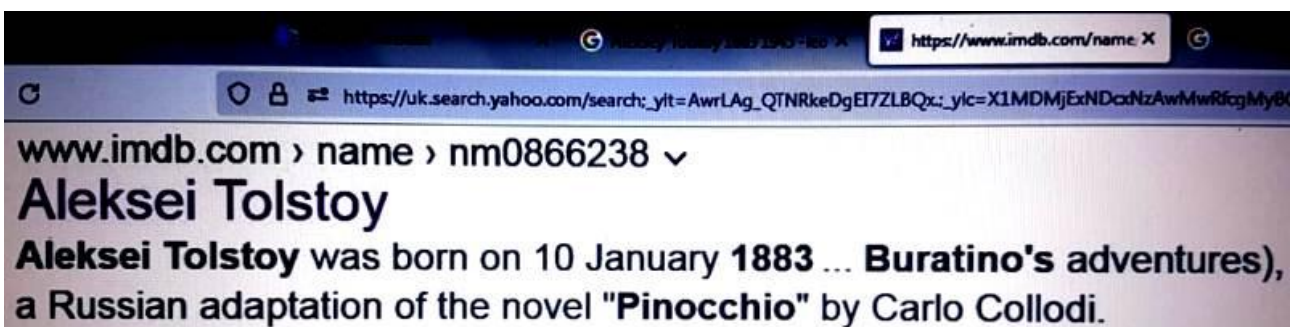 https://www.imdb.com/name
https://uk.search.yahoo.com/search;_ylt=AwrLAg_QTNRkeDgEI7ZLBQx.;_ylc=X1MDMjExNDcxNzAwMwRfcgMyBG
www.imdb.com › name › nm0866238
Aleksei Tolstoy
Aleksei Tolstoy was born on 10 January 1883 ... Buratino's adventures),
a Russian adaptation of the novel "Pinocchio" by Carlo Collodi.